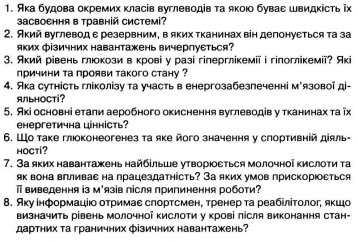 1. Яка будова окремих класів вуглеводів та якою буває швидкість їх
засвоєння в травній системі?
2. Який вуглевод є резервним, в яких тканинах він депонується та за
яких фізичних навантажень вичерпується?
3. Який рівень глюкози в крові у разі гіперглікемії і гіпоглікемії? Які
причини та прояви такого стану ?
4. Яка сутність гліколізу та участь в енергозабезпеченні м'язової ді-
яльності?
5. Які основні етапи аеробного окиснення вуглеводів у тканинах та їх
енергетична цінність?
6. Що таке глюконеогенез та яке його значення у спортивній діяль-
ності?
7. За яких навантажень найбільше утворюється молочної кислоти та
як вона впливає на працездатність? За яких умов прискорюється
її виведення із м'язів після припинення роботи?
8. Яку інформацію отримає спортсмен, тренер та реабілітолог, якщо
визначить рівень молочної кислоти у крові після виконання стан-
дартних та граничних фізичних навантажень?